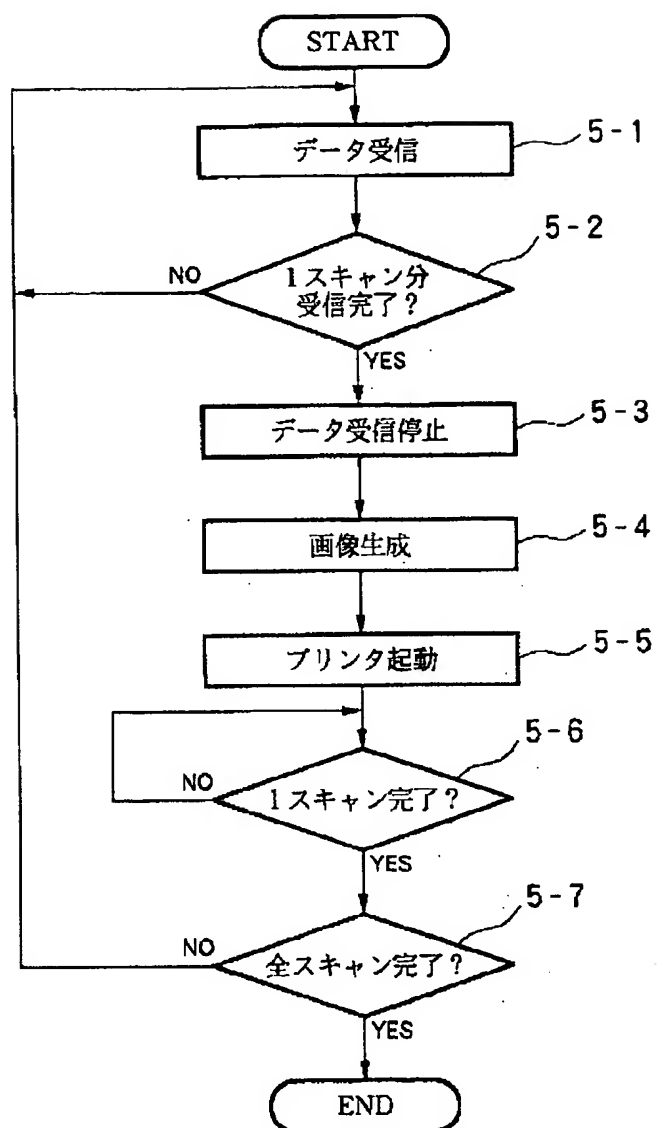 START
データ受信
5-1
5-2
1スキャン分
受信完了?
NO
YES
データ受信停止
5-3
画像生成
5-4
プリンタ起動
5-5
5-6
1スキャン完了?
NO
YES
5-7
全スキャン完了?
NO
YES
END